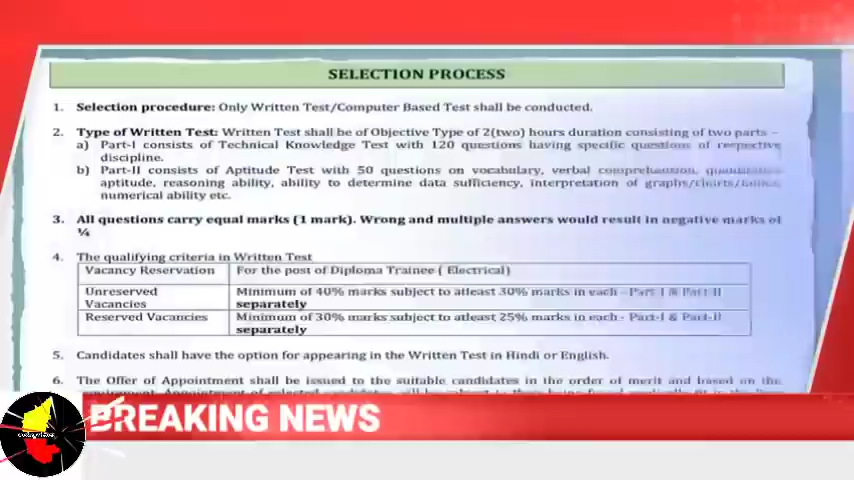 SELECTION PROCESS
1. Selection procedure: Only Written Test/Computer Based Test shall be conducted.
2. Type of Written Test: Written Test shall be of Objective Type of 2(two) hours duration consisting of two parts –
a) Part-I consists of Technical Knowledge Test with 120 questions having specific questions of respective
discipline.
b) Part-II consists of Aptitude Test with 50 questions on vocabulary, verbal comprehension, quantitative
aptitude, reasoning ability, ability to determine data sufficiency, interpretation of graphs/charts/tables,
numerical ability etc.
3. All questions carry equal marks (1 mark). Wrong and multiple answers would result in negative marks of
¼
4. The qualifying criteria in Written Test
Vacancy Reservation For the post of Diploma Trainee ( Electrical)
Unreserved Minimum of 40% marks subject to atleast 30% marks in each - Part-I & Part-II
Vacancies separately
Reserved Vacancies Minimum of 30% marks subject to atleast 25% marks in each - Part-I & Part-II
separately
5. Candidates shall have the option for appearing in the Written Test in Hindi or English.
6. The Offer of Appointment shall be issued to the suitable candidates in the order of merit and based on the
BREAKING NEWS